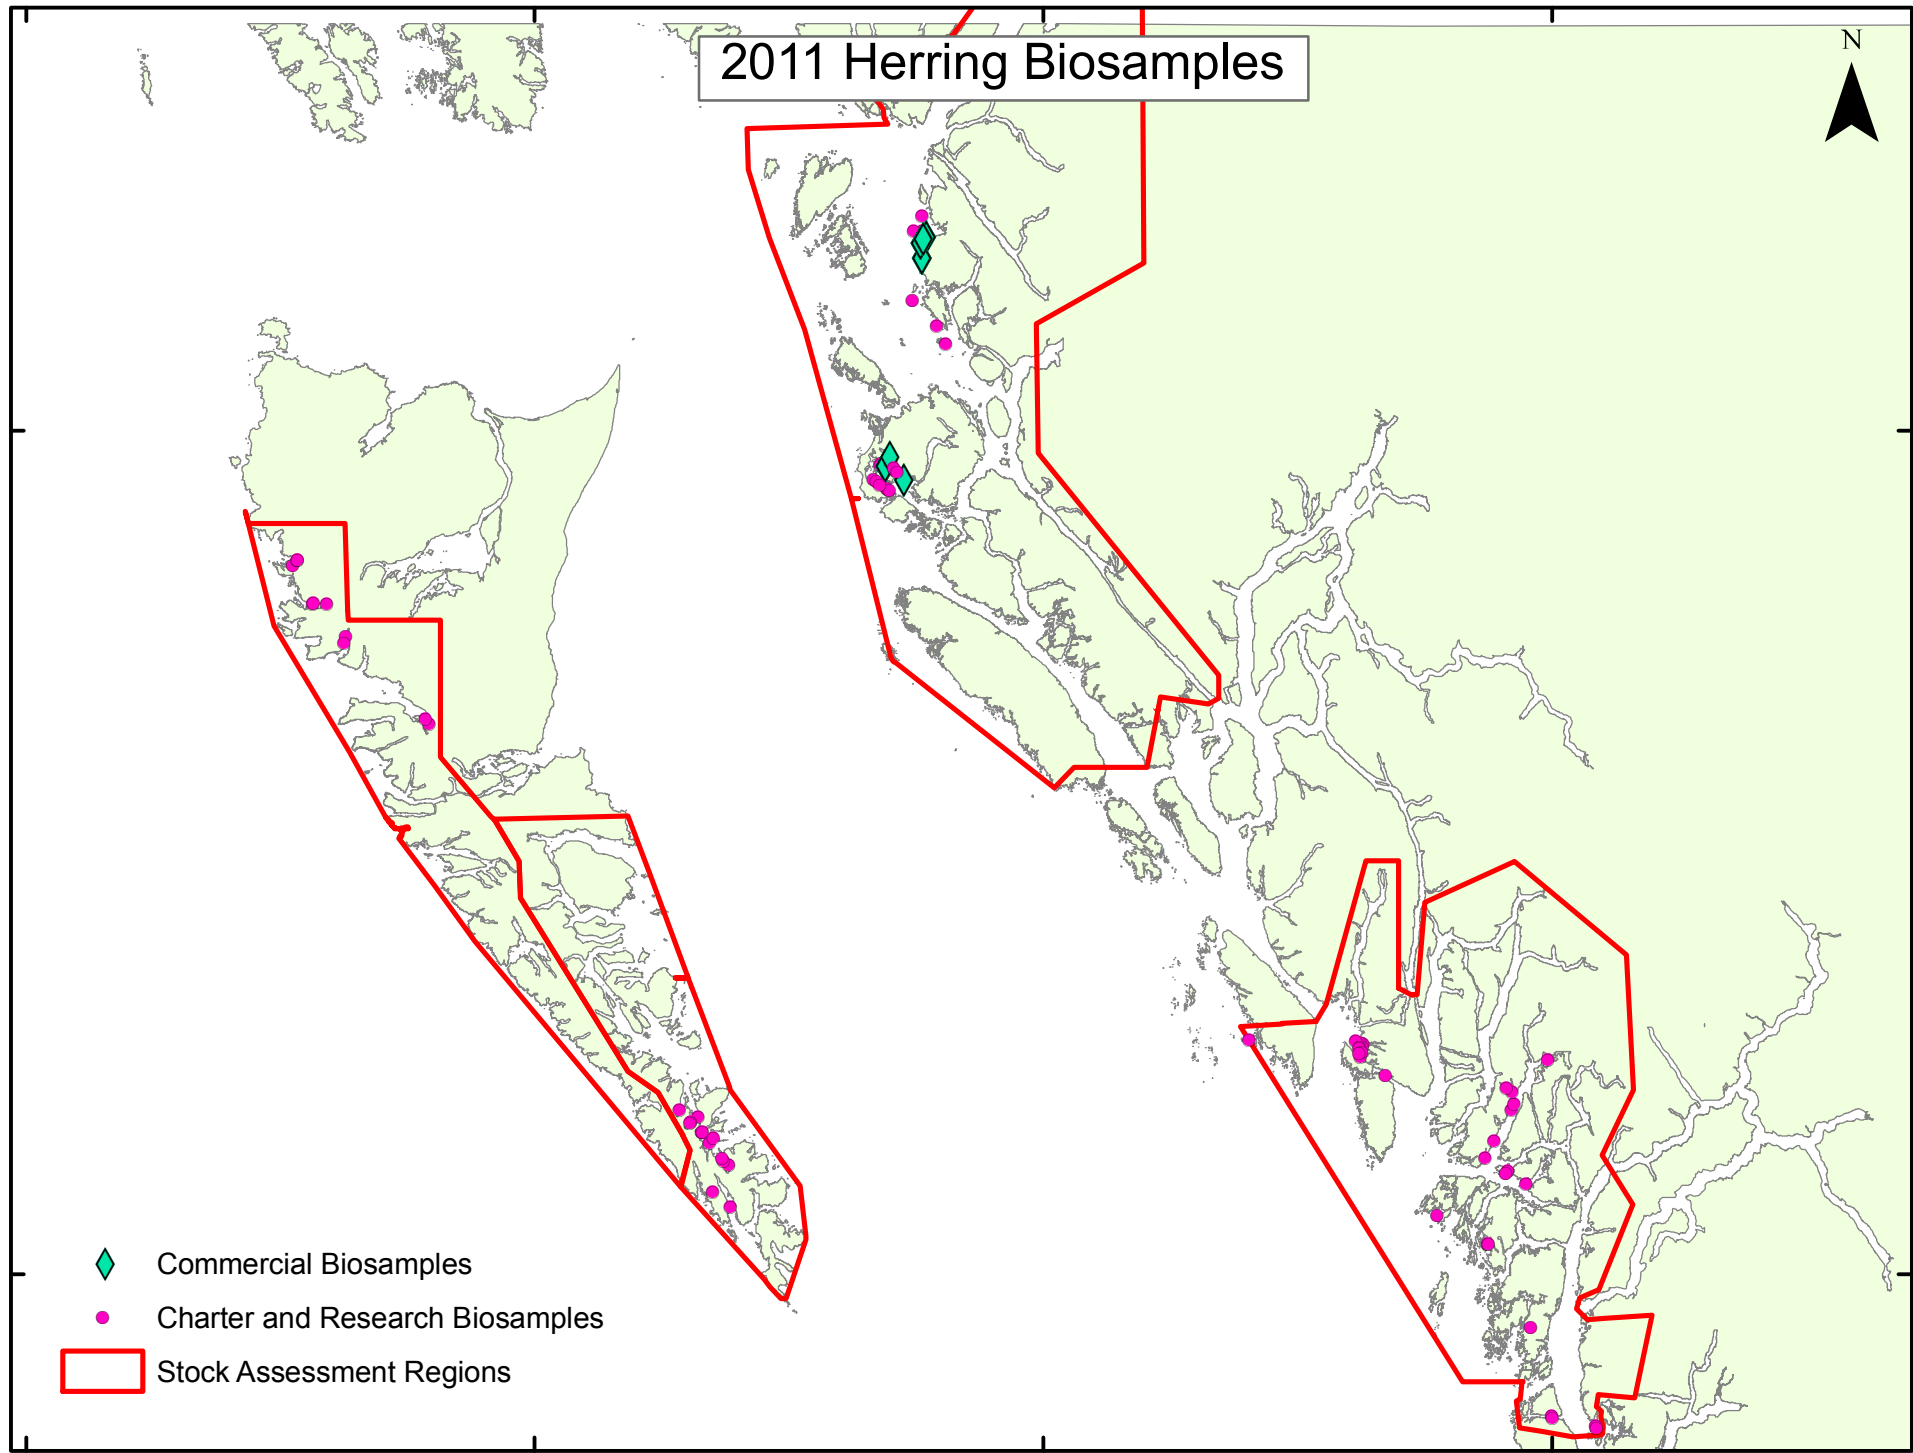 2011 Herring Biosamples
N
Commercial Biosamples
Charter and Research Biosamples
Stock Assessment Regions